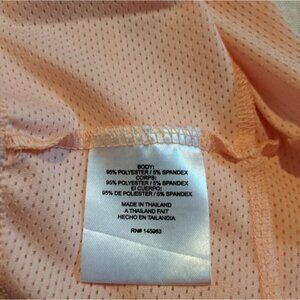 BODY:
95% POLYESTER / 5% SPANDEX
CORPS:
95% POLYESTER / 5% SPANDEX
El CUERPO:
95% DE POLIESTER / 5% SPANDEX
MADE IN THAILAND
A THAILAND FAIT
HECHO EN TAILANDIA
RN# 145963